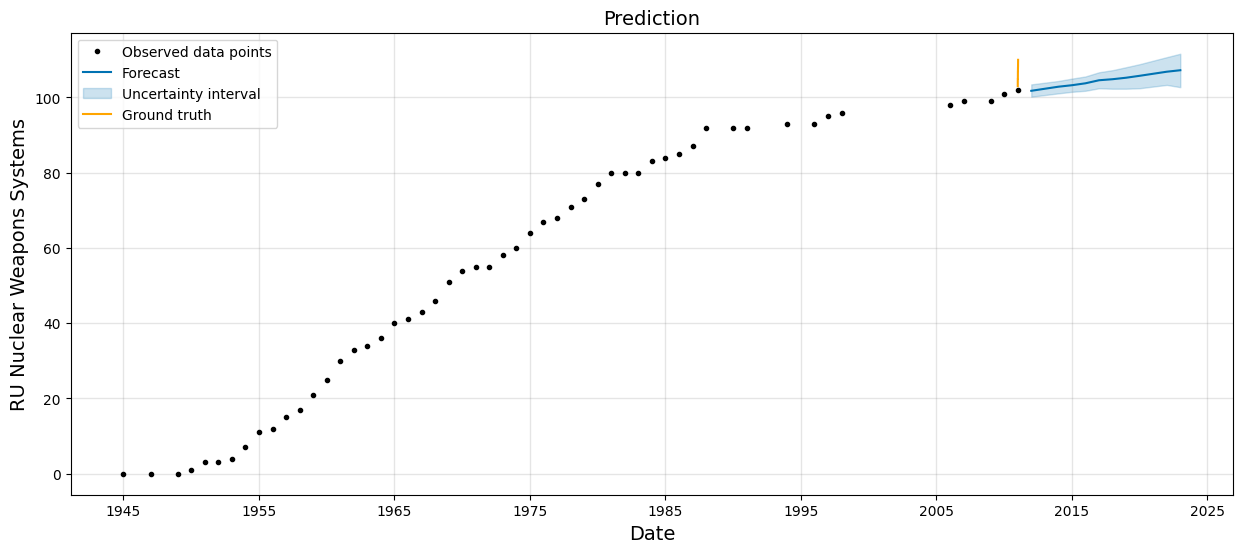 Prediction
Observed data points
Forecast
Uncertainty interval
Ground truth
RU Nuclear Weapons Systems
100
80
60
40
20
0
1945 1955 1965 1975 1985 1995 2005 2015 2025
Date